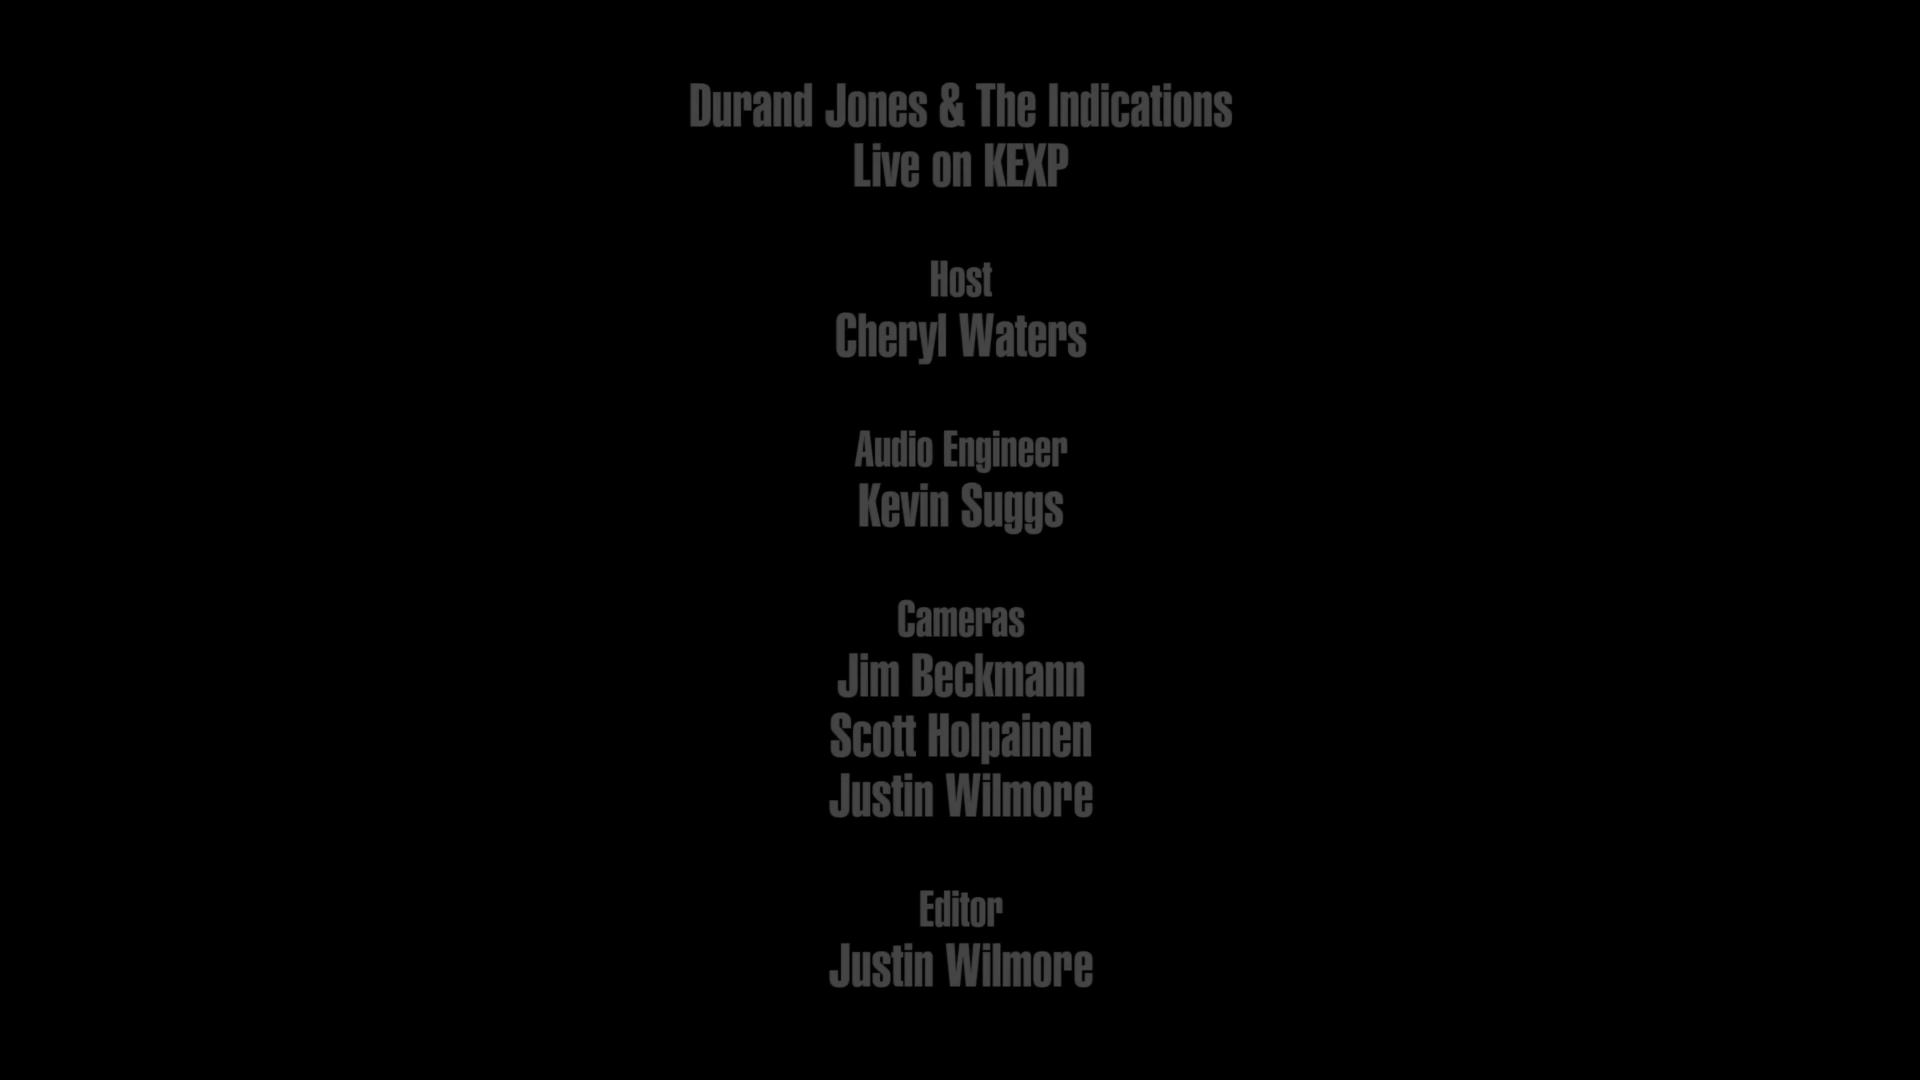 Durand Jones & The Indications
Live on KEXP
Host
Cheryl Waters
Audio Engineer
Kevin Suggs
Cameras
Jim Beckmann
Scott Holpainen
Justin Wilmore
Editor
Justin Wilmore